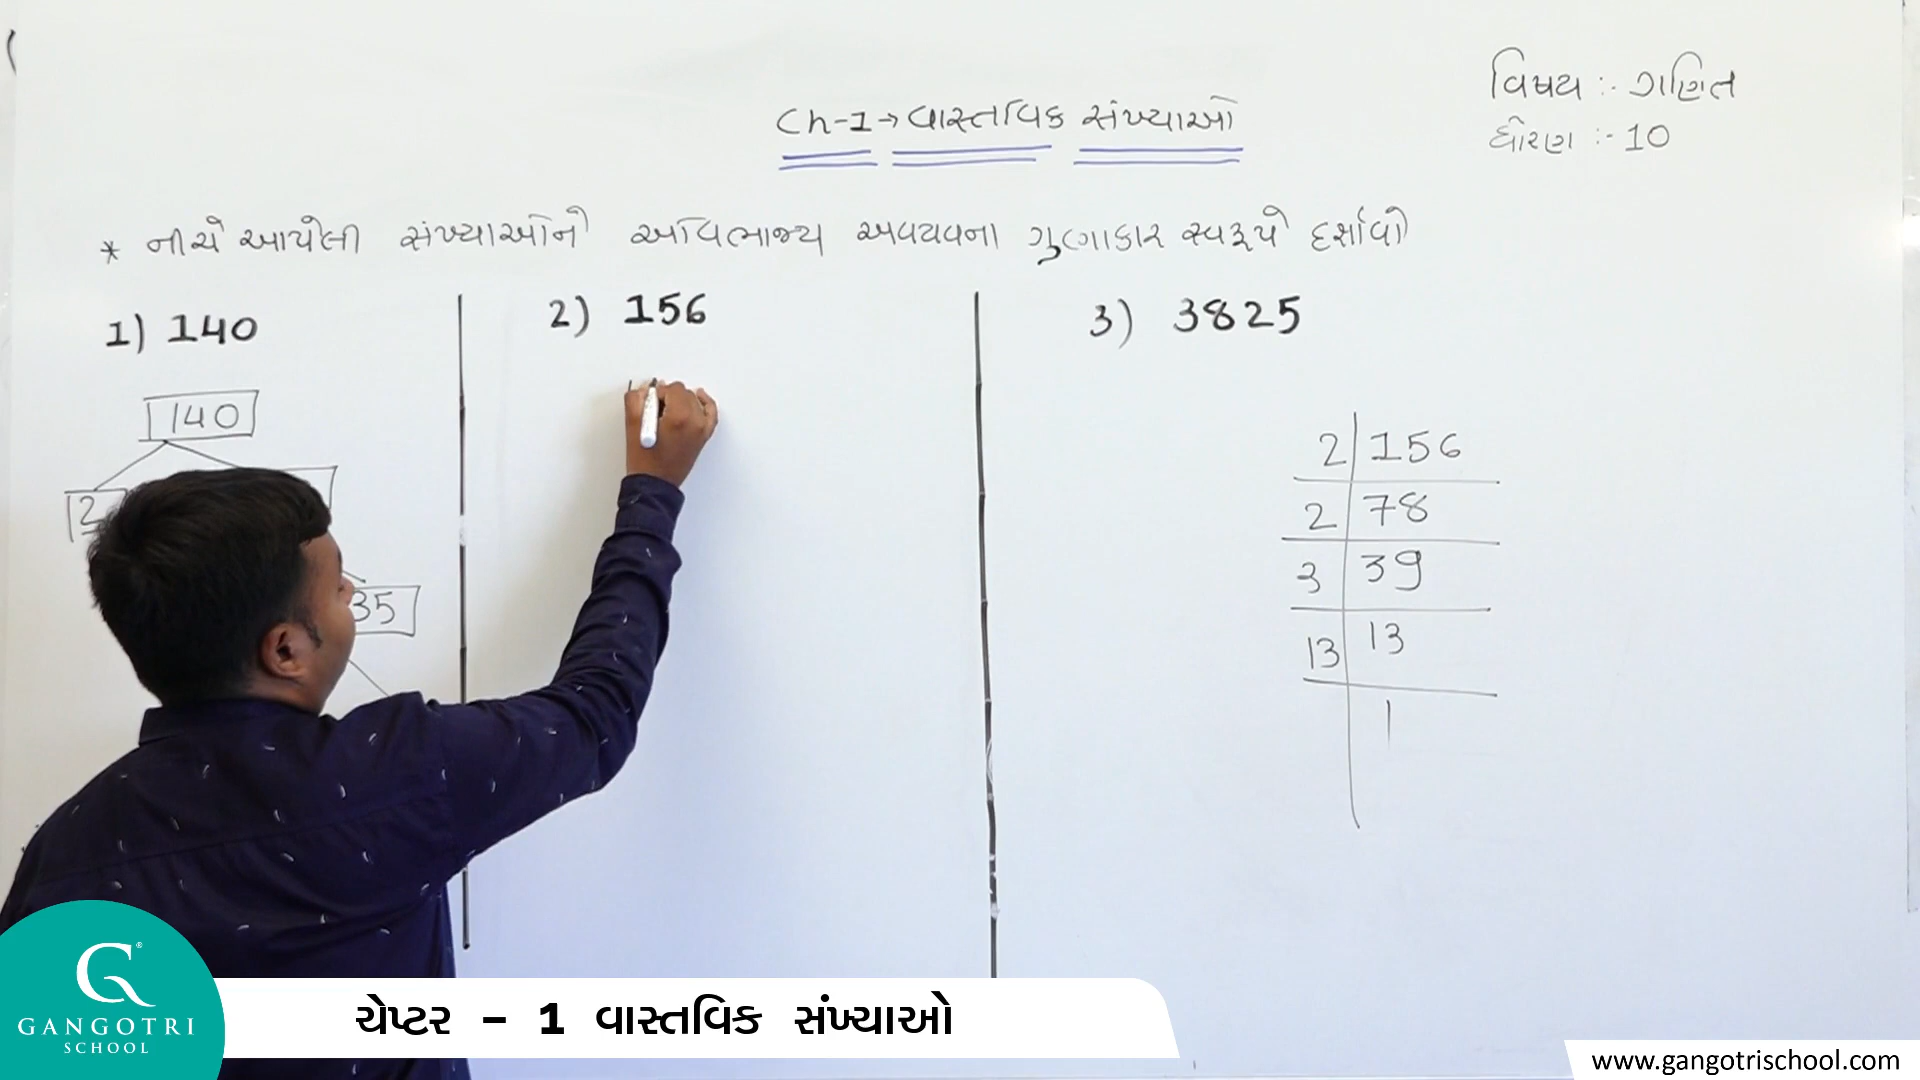 વિષય :- ગણિત
ધોરણ :- 10
Ch-1 → વાસ્તવિક સંખ્યાઓ
* નીચે આપેલી સંખ્યાઓને અવિભાજ્ય અવયવના ગુણાકાર સ્વરૂપે દર્શાવો
1) 140
2) 156
3) 3825
140
2
35
2 156
2 78
3 39
13 13
1
G®
GANGOTRI
SCHOOL
ચેપ્ટર – 1 વાસ્તવિક સંખ્યાઓ
www.gangotrischool.com